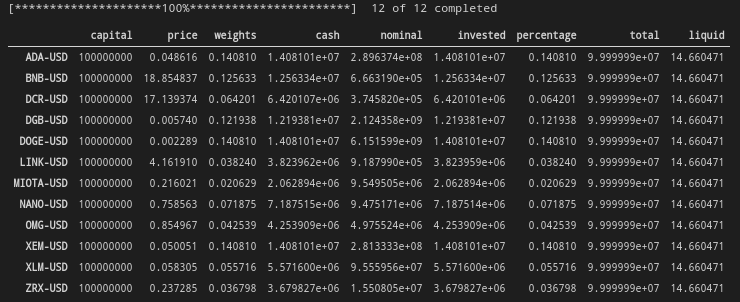 [**********************100%***********************]  12 of 12 completed
capital price weights cash nominal invested percentage total liquid
ADA-USD 100000000 0.048616 0.140810 1.408101e+07 2.896374e+08 1.408101e+07 0.140810 9.999999e+07 14.660471
BNB-USD 100000000 18.854837 0.125633 1.256334e+07 6.663190e+05 1.256334e+07 0.125633 9.999999e+07 14.660471
DCR-USD 100000000 17.139374 0.064201 6.420107e+06 3.745820e+05 6.420101e+06 0.064201 9.999999e+07 14.660471
DGB-USD 100000000 0.005740 0.121938 1.219381e+07 2.124358e+09 1.219381e+07 0.121938 9.999999e+07 14.660471
DOGE-USD 100000000 0.002289 0.140810 1.408101e+07 6.151599e+09 1.408101e+07 0.140810 9.999999e+07 14.660471
LINK-USD 100000000 4.161910 0.038240 3.823962e+06 9.187990e+05 3.823959e+06 0.038240 9.999999e+07 14.660471
MIOTA-USD 100000000 0.216021 0.020629 2.062894e+06 9.549505e+06 2.062894e+06 0.020629 9.999999e+07 14.660471
NANO-USD 100000000 0.758563 0.071875 7.187515e+06 9.475171e+06 7.187514e+06 0.071875 9.999999e+07 14.660471
OMG-USD 100000000 0.854967 0.042539 4.253909e+06 4.975524e+06 4.253909e+06 0.042539 9.999999e+07 14.660471
XEM-USD 100000000 0.050051 0.140810 1.408101e+07 2.813333e+08 1.408101e+07 0.140810 9.999999e+07 14.660471
XLM-USD 100000000 0.058305 0.055716 5.571600e+06 9.555956e+07 5.571600e+06 0.055716 9.999999e+07 14.660471
ZRX-USD 100000000 0.237285 0.036798 3.679827e+06 1.550805e+07 3.679827e+06 0.036798 9.999999e+07 14.660471